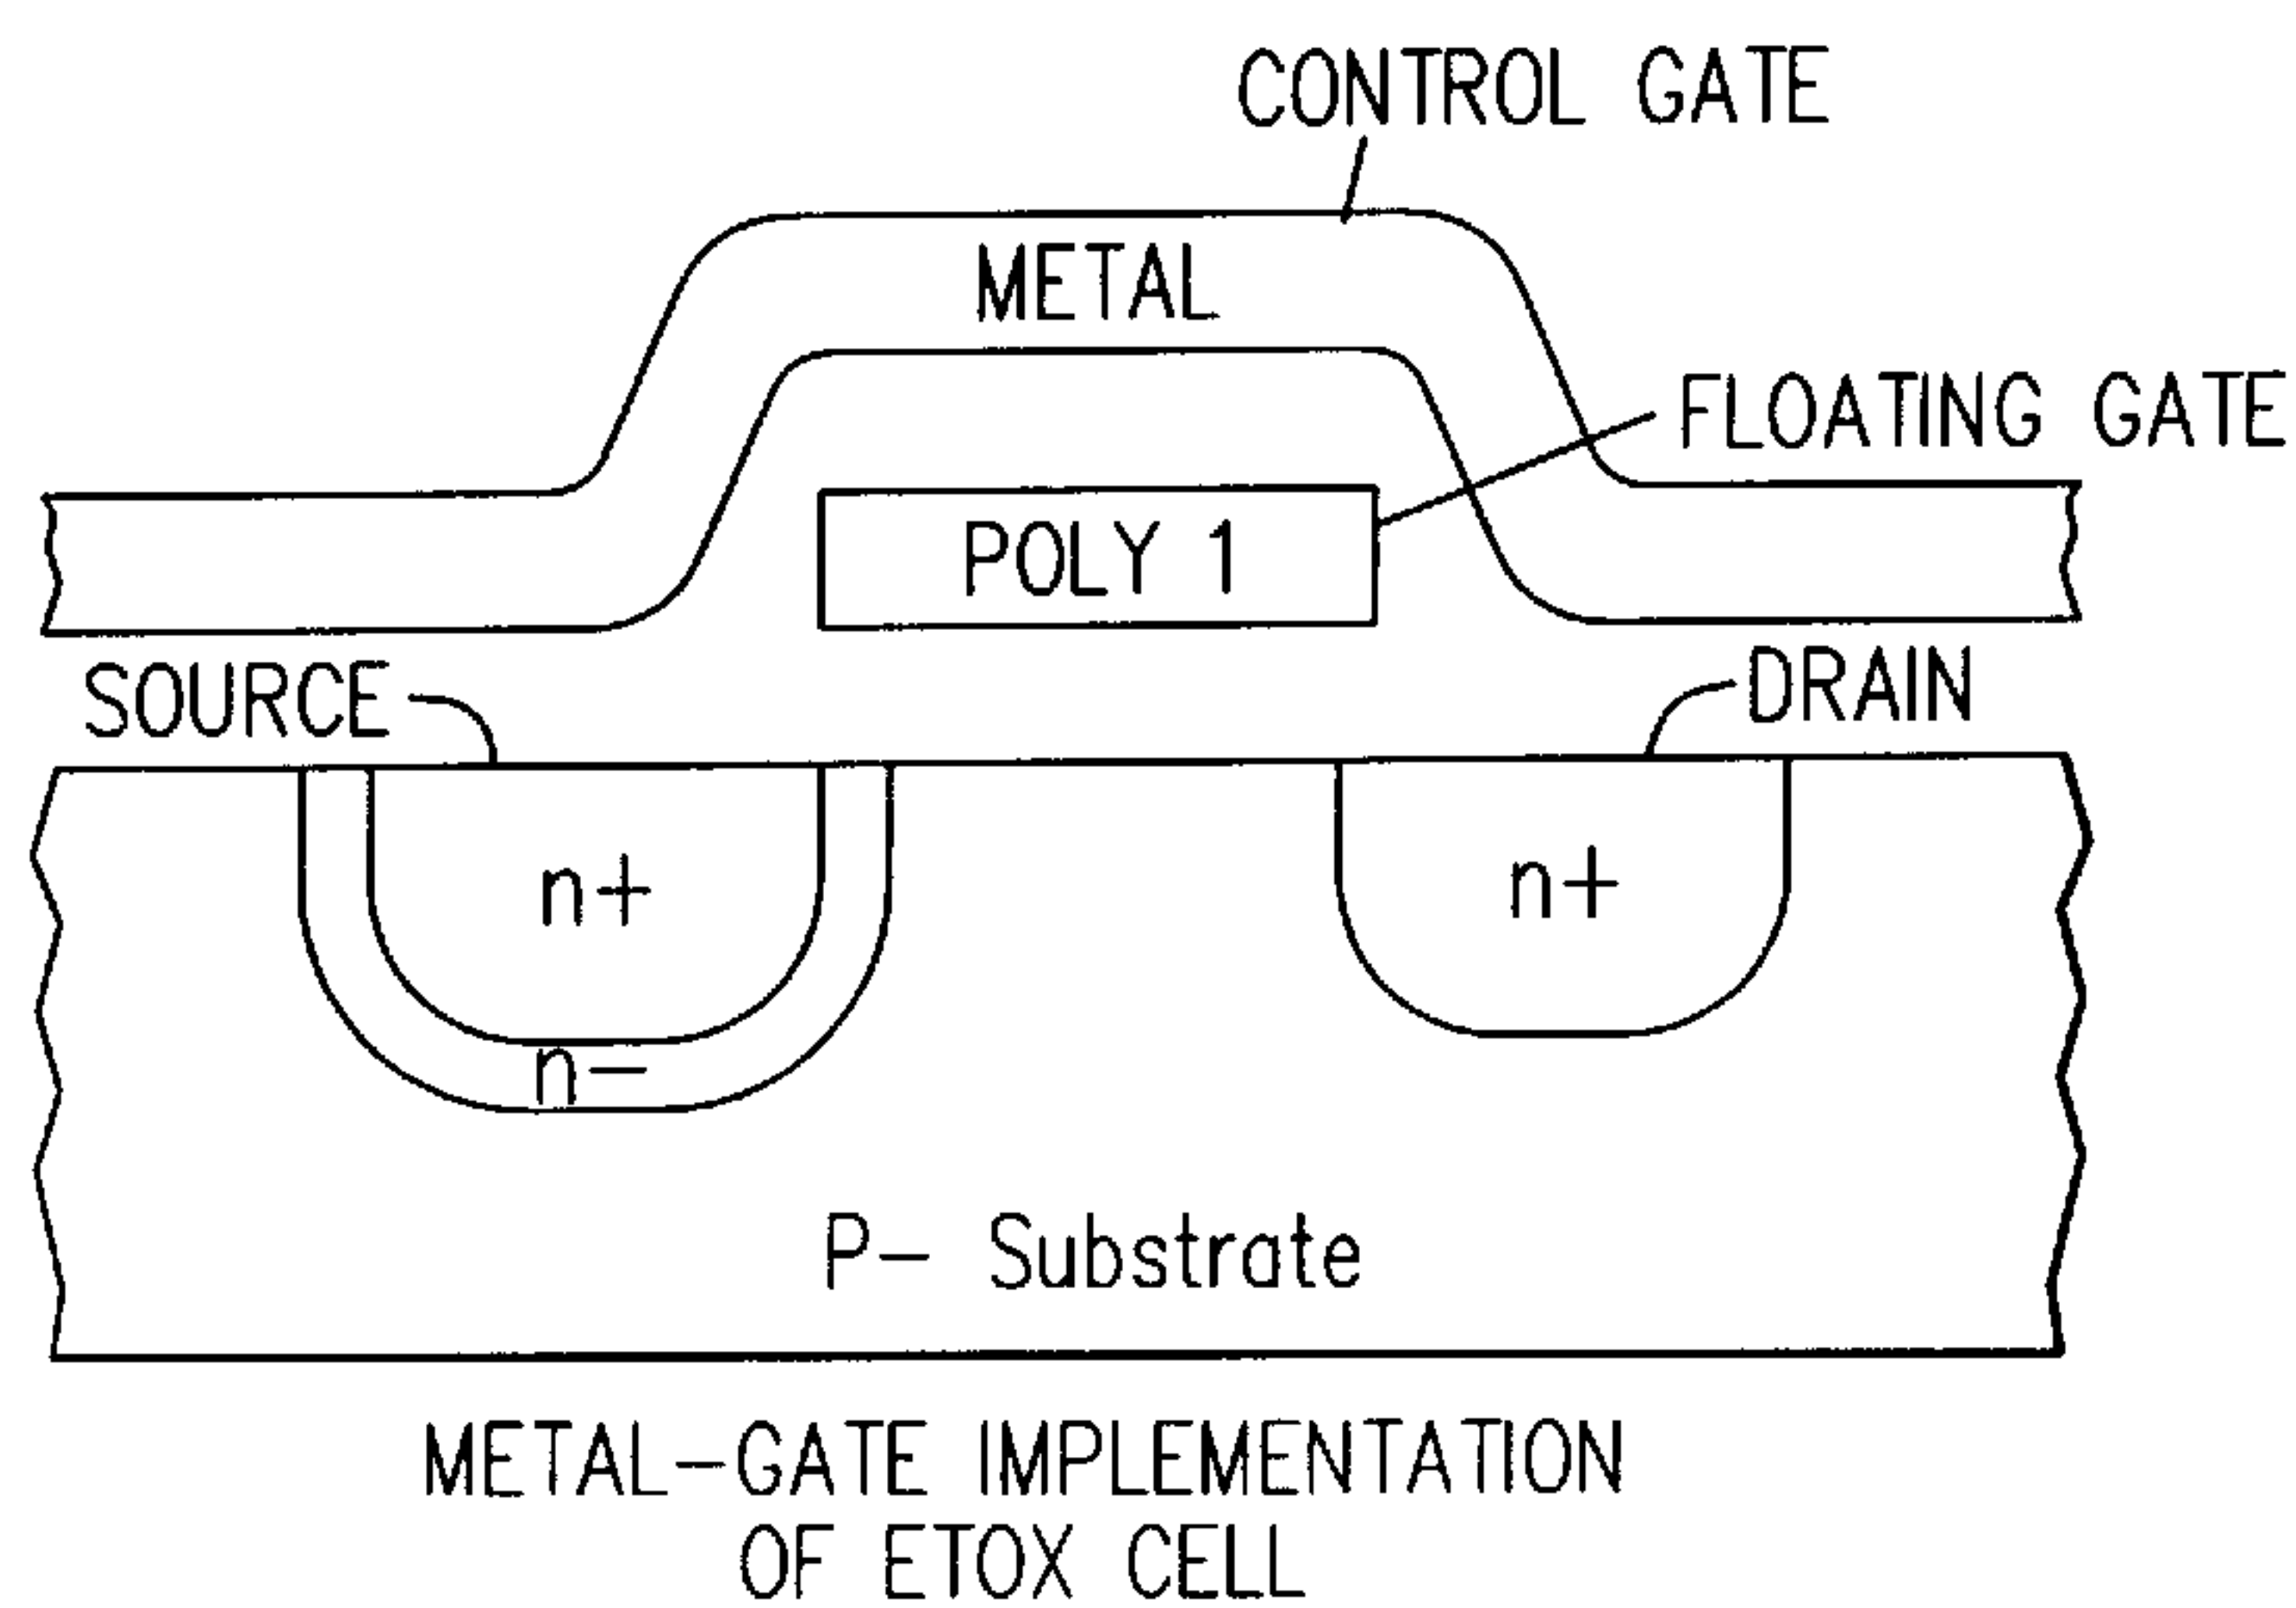 CONTROL GATE
METAL
FLOATING GATE
POLY 1
SOURCE
DRAIN
n+
n+
n-
P- Substrate
METAL-GATE IMPLEMENTATION
OF ETOX CELL